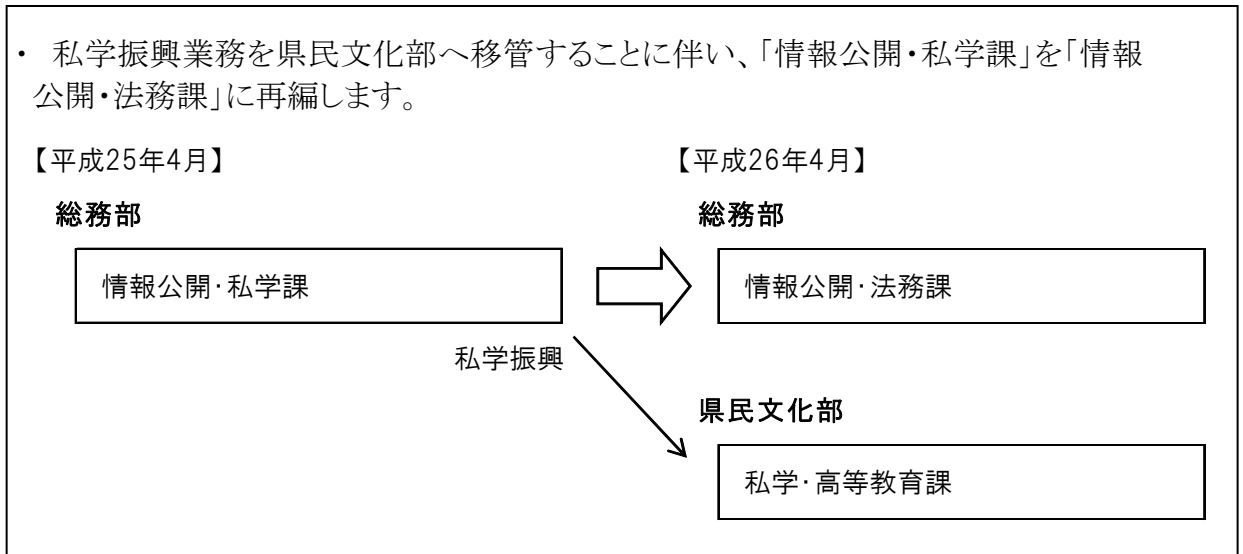 ・ 私学振興業務を県民文化部へ移管することに伴い、「情報公開・私学課」を「情報
公開・法務課」に再編します。
【平成25年4月】 【平成26年4月】
総務部 総務部
情報公開・私学課 情報公開・法務課
私学振興
県民文化部
私学・高等教育課